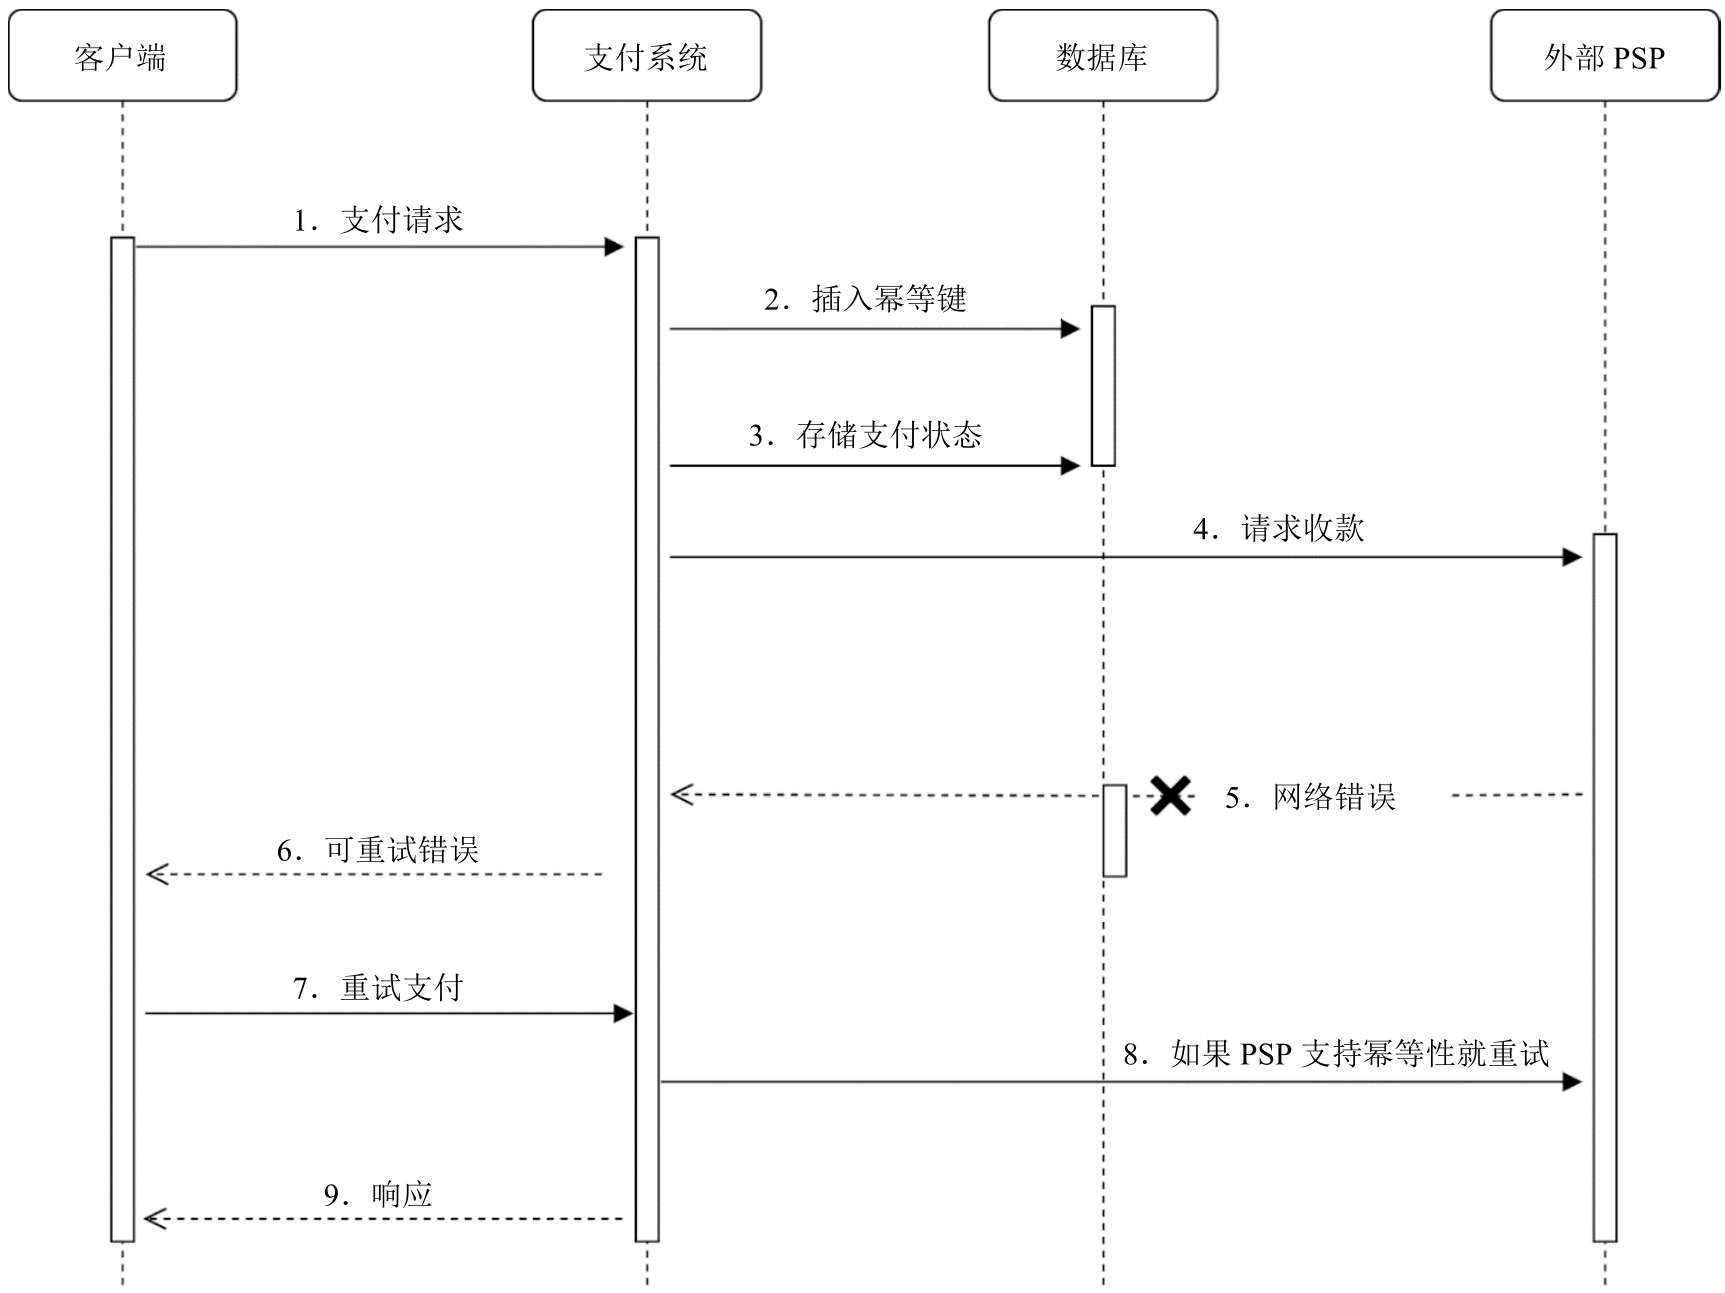 客户端
支付系统
数据库
外部 PSP
1. 支付请求
2. 插入幂等键
3. 存储支付状态
4. 请求收款
5. 网络错误
6. 可重试错误
7. 重试支付
8. 如果 PSP 支持幂等性就重试
9. 响应